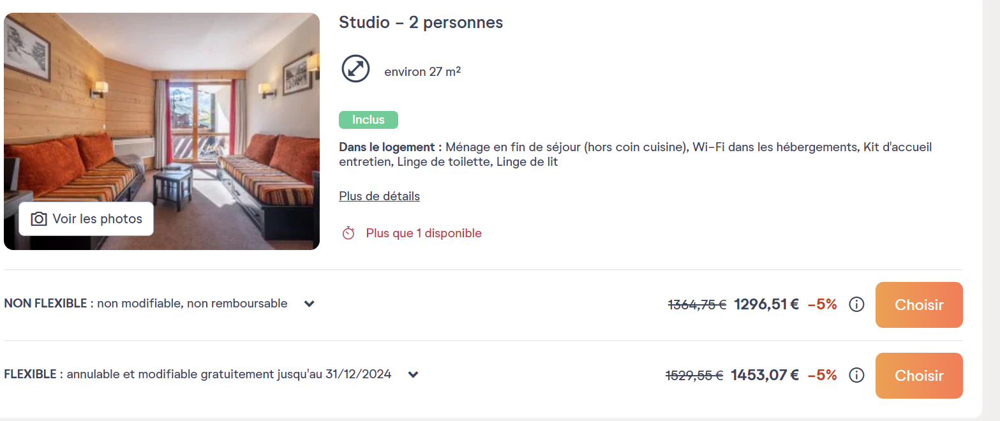 Studio – 2 personnes
environ 27 m²
Inclus
Dans le logement : Ménage en fin de séjour (hors coin cuisine), Wi-Fi dans les hébergements, Kit d'accueil
entretien, Linge de toilette, Linge de lit
Plus de détails
Voir les photos
Plus que 1 disponible
NON FLEXIBLE : non modifiable, non remboursable
1364,75 € 1296,51 € -5% Choisir
FLEXIBLE : annulable et modifiable gratuitement jusqu'au 31/12/2024
1529,55 € 1453,07 € -5% Choisir